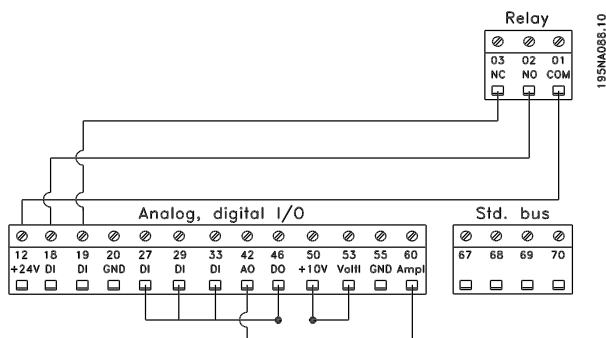 Relay
03 02 01
NC NO COM
195NA088.10
Analog, digital I/O
12 18 19 20 27 29 33 42 46 50 53 55 60
+24V DI DI GND DI DI DI AO DO +10V VoltI GND AmpI
Std. bus
67 68 69 70